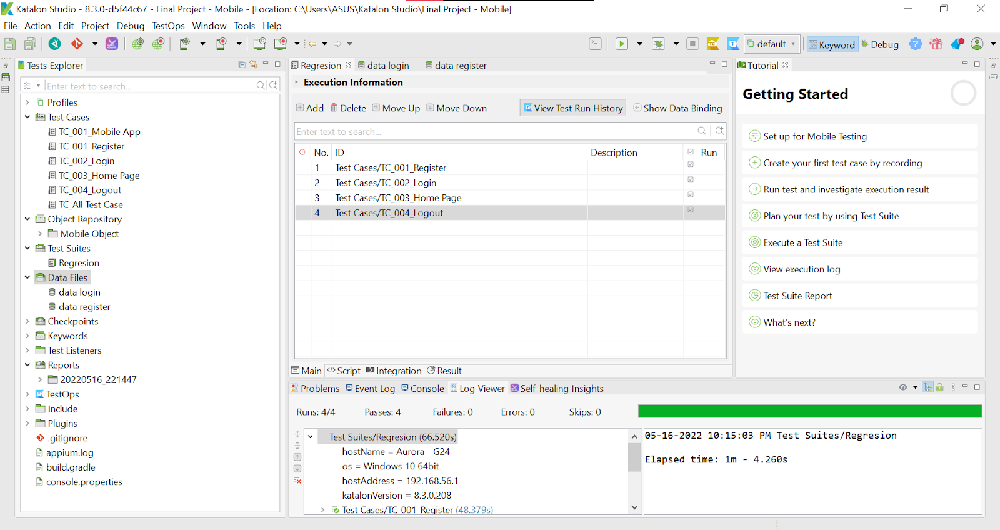 Katalon Studio - 8.3.0-d5f44c67 - Final Project - Mobile - [Location: C:\Users\ASUS\Katalon Studio\Final Project - Mobile]
File Action Edit Project Debug TestOps Window Tools Help
default Keyword Debug
Tests Explorer
Enter text to search...
Profiles
Test Cases
TC_001_Mobile App
TC_001_Register
TC_002_Login
TC_003_Home Page
TC_004_Logout
TC_All Test Case
Object Repository
Mobile Object
Test Suites
Regresion
Data Files
data login
data register
Checkpoints
Keywords
Test Listeners
Reports
20220516_221447
TestOps
Include
Plugins
.gitignore
appium.log
build.gradle
console.properties
Regresion data login data register
Execution Information
Add Delete Move Up Move Down View Test Run History Show Data Binding
Enter text to search...
No. ID Description Run
1 Test Cases/TC_001_Register
2 Test Cases/TC_002_Login
3 Test Cases/TC_003_Home Page
4 Test Cases/TC_004_Logout
Main Script Integration Result
Tutorial
Getting Started
Set up for Mobile Testing
Create your first test case by recording
Run test and investigate execution result
Plan your test by using Test Suite
Execute a Test Suite
View execution log
Test Suite Report
What's next?
Problems Event Log Console Log Viewer Self-healing Insights
Runs: 4/4 Passes: 4 Failures: 0 Errors: 0 Skips: 0
Test Suites/Regresion (66.520s)
hostName = Aurora - G24
os = Windows 10 64bit
hostAddress = 192.168.56.1
katalonVersion = 8.3.0.208
Test Cases/TC_001_Register (48.379s)
05-16-2022 10:15:03 PM Test Suites/Regresion
Elapsed time: 1m - 4.260s